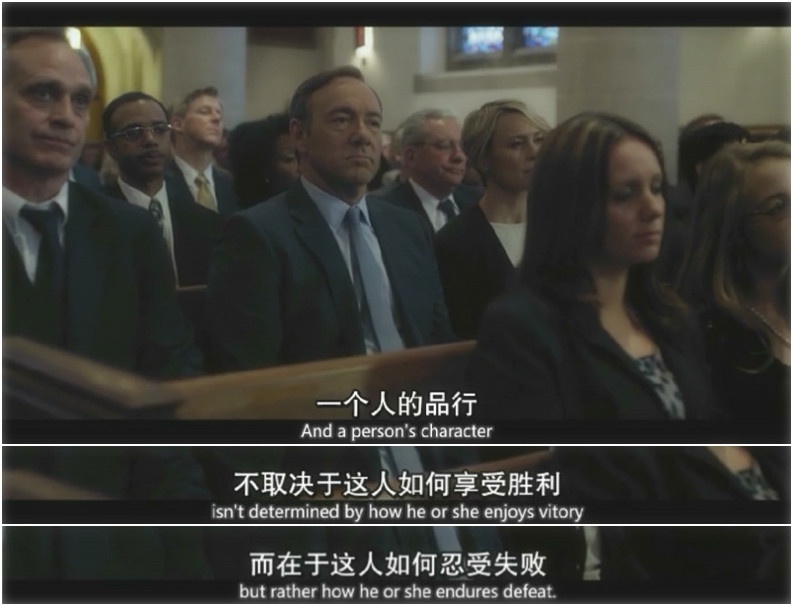 一个人的品行
And a person's character
不取决于这人如何享受胜利
isn't determined by how he or she enjoys vitory
而在于这人如何忍受失败
but rather how he or she endures defeat.